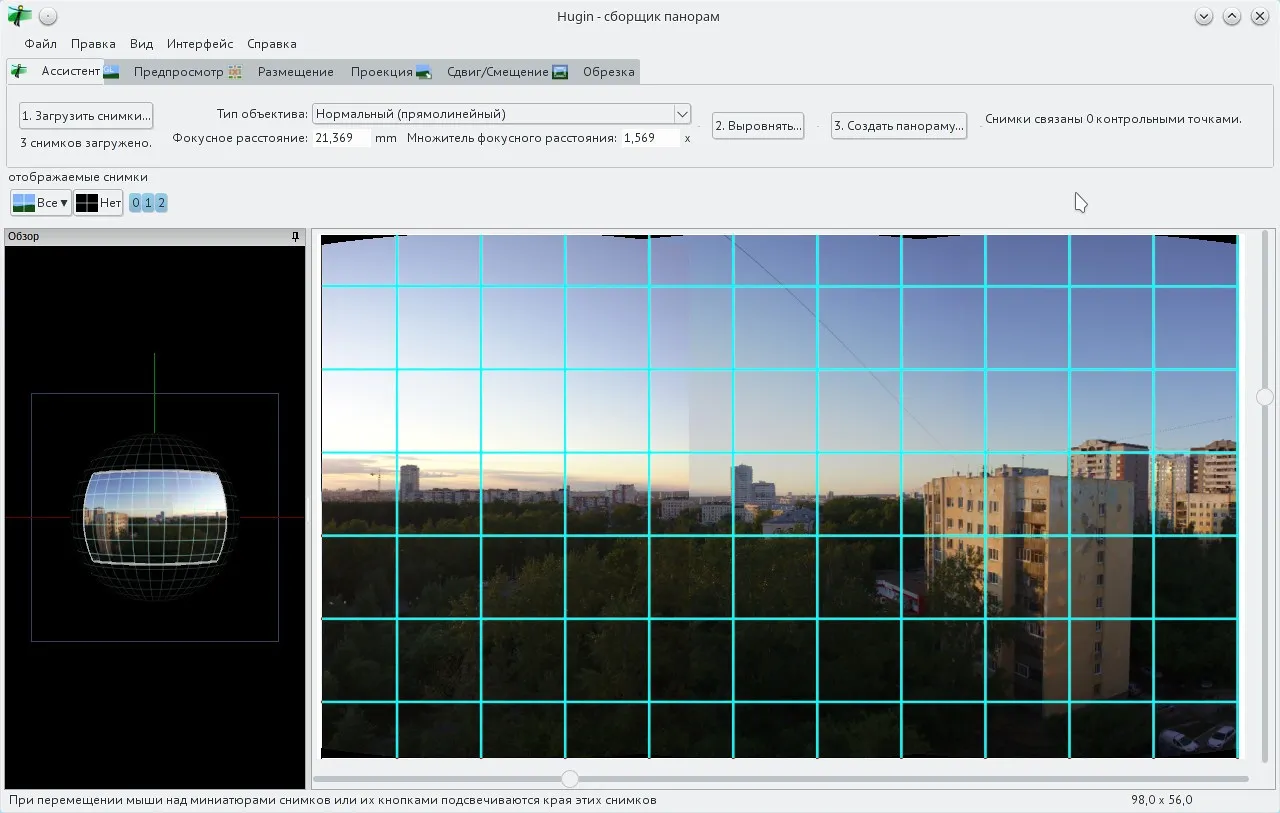 Hugin - сборщик панорам
Файл Правка Вид Интерфейс Справка
Ассистент Предпросмотр Размещение Проекция Сдвиг/Смещение Обрезка
1. Загрузить снимки... Тип объектива: Нормальный (прямолинейный) 2. Выровнять... 3. Создать панораму... Снимки связаны 0 контрольными точками.
3 снимков загружено. Фокусное расстояние: 21,369 mm Множитель фокусного расстояния: 1,569 x
отображаемые снимки
Все Нет 0 1 2
Обзор
При перемещении мыши над миниатюрами снимков или их кнопками подсвечиваются края этих снимков 98,0 x 56,0